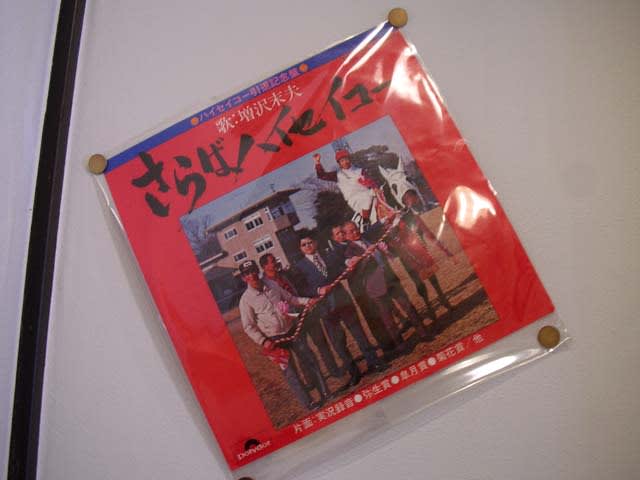 ●ハイセイコー引退記念盤●
歌・増沢末夫
さらばハイセイコー
片面・実況録音●弥生賞●皐月賞●菊花賞/他
polydor